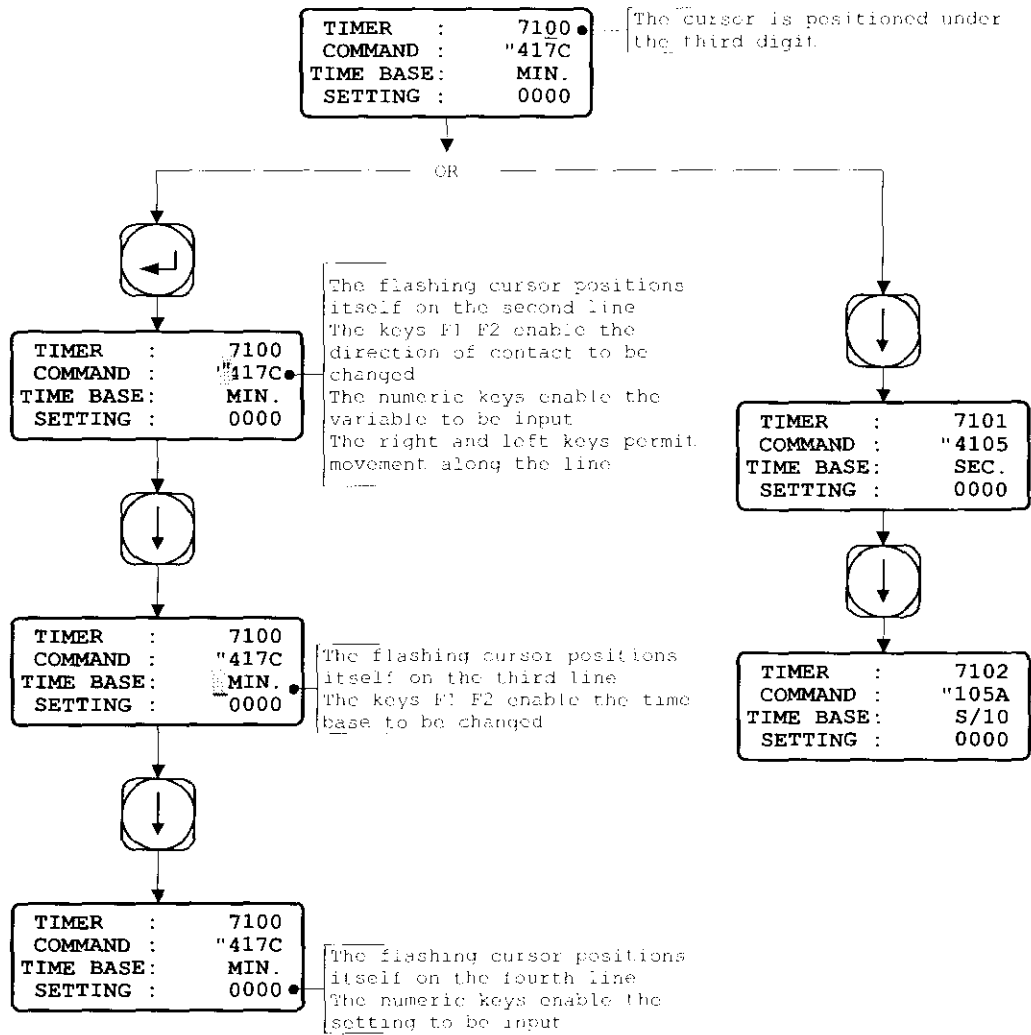 TIMER : 7100
COMMAND : "417C
TIME BASE: MIN.
SETTING : 0000
The cursor is positioned under
the third digit
OR
The flashing cursor positions
itself on the second line
The keys F1 F2 enable the
direction of contact to be
changed
The numeric keys enable the
variable to be input
The right and left keys permit
movement along the line
TIMER : 7100
COMMAND : "417C
TIME BASE: MIN.
SETTING : 0000
TIMER : 7101
COMMAND : "4105
TIME BASE: SEC.
SETTING : 0000
TIMER : 7100
COMMAND : "417C
TIME BASE: MIN.
SETTING : 0000
The flashing cursor positions
itself on the third line
The keys F1 F2 enable the time
base to be changed
TIMER : 7102
COMMAND : "105A
TIME BASE: S/10
SETTING : 0000
TIMER : 7100
COMMAND : "417C
TIME BASE: MIN.
SETTING : 0000
The flashing cursor positions
itself on the fourth line
The numeric keys enable the
setting to be input